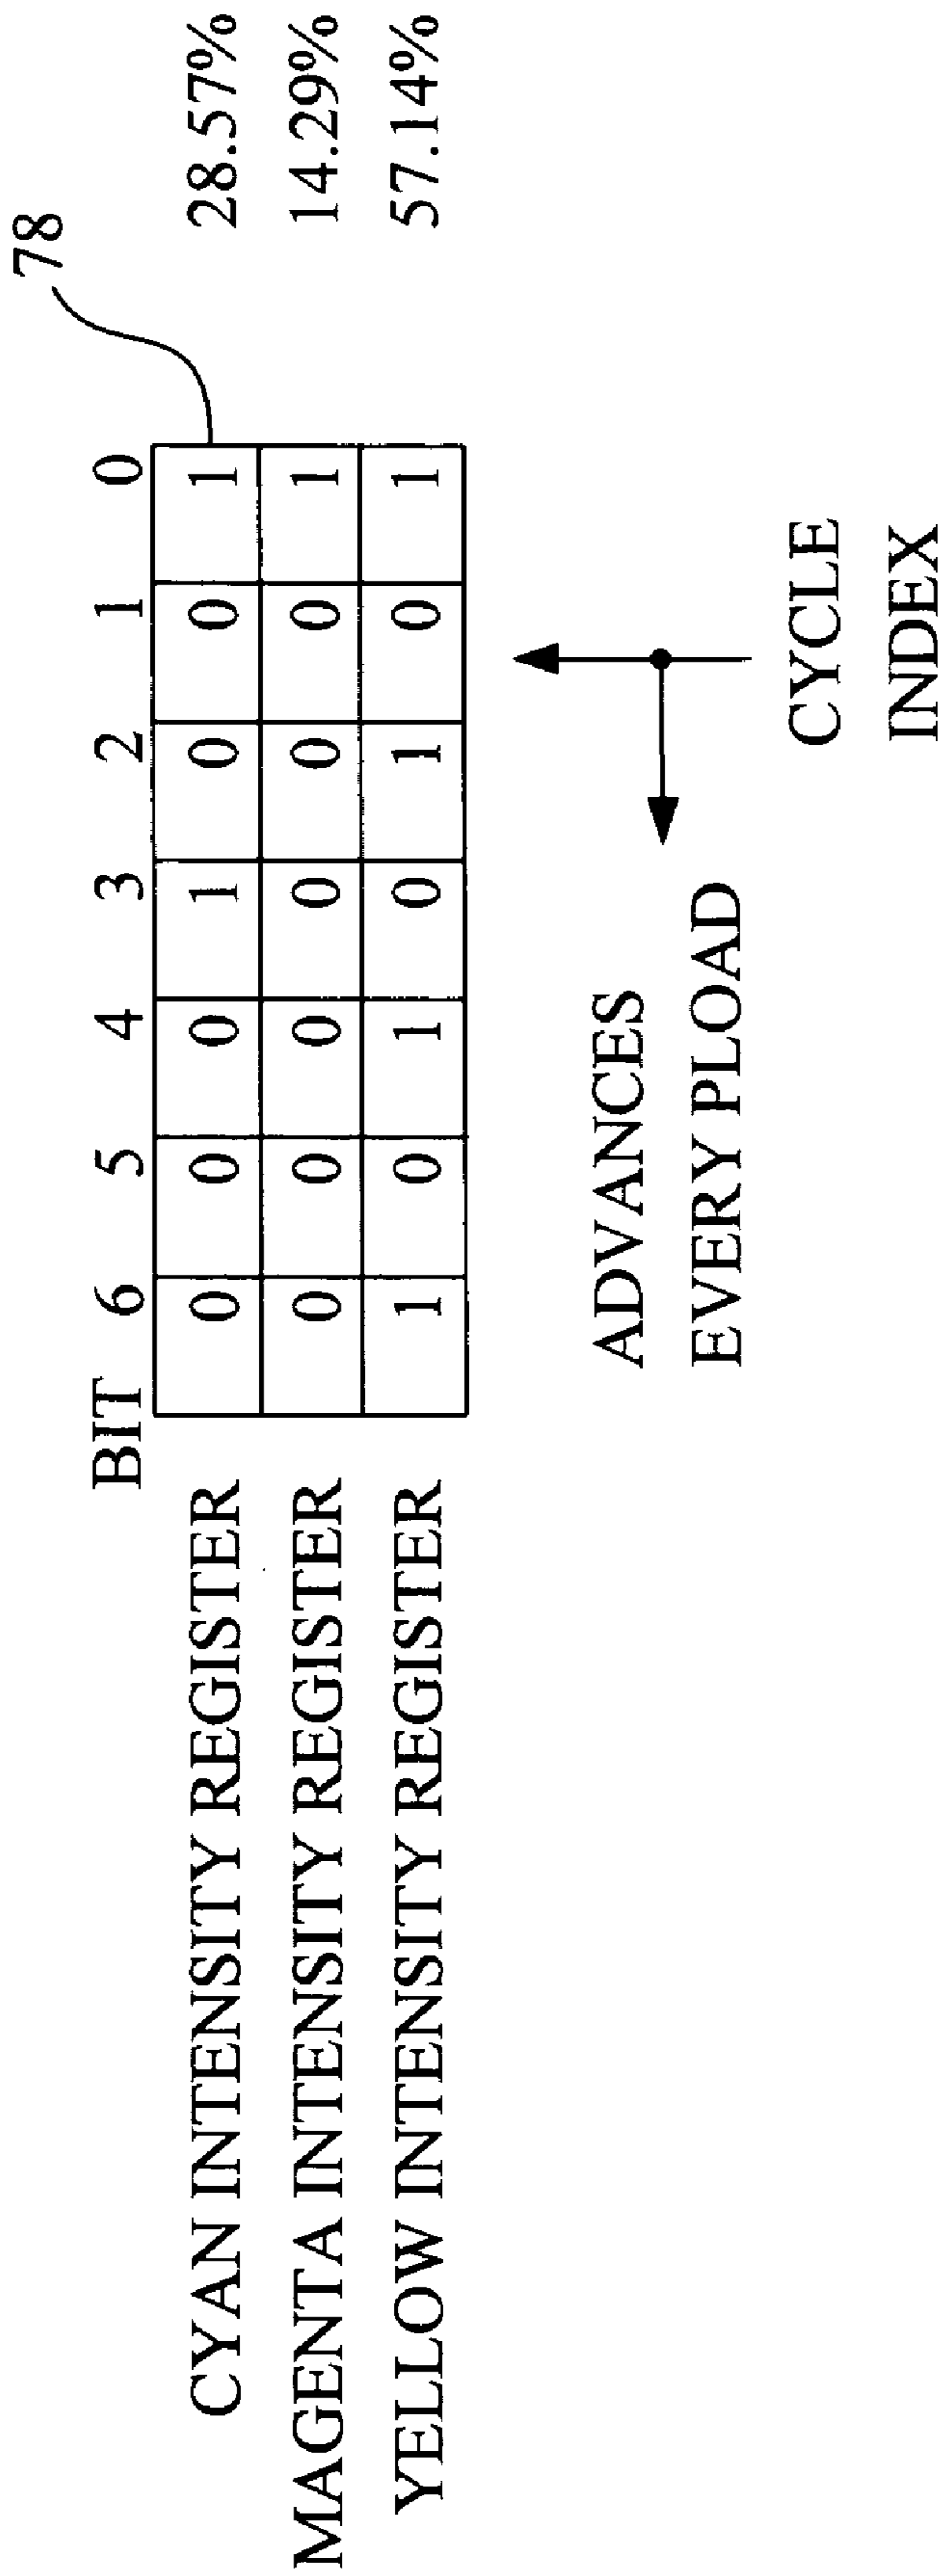 78
BIT 6 5 4 3 2 1 0
CYAN INTENSITY REGISTER 0 0 0 1 0 0 1 28.57%
MAGENTA INTENSITY REGISTER 0 0 0 0 0 0 1 14.29%
YELLOW INTENSITY REGISTER 1 0 1 0 1 0 1 57.14%
ADVANCES
EVERY PLOAD
CYCLE
INDEX